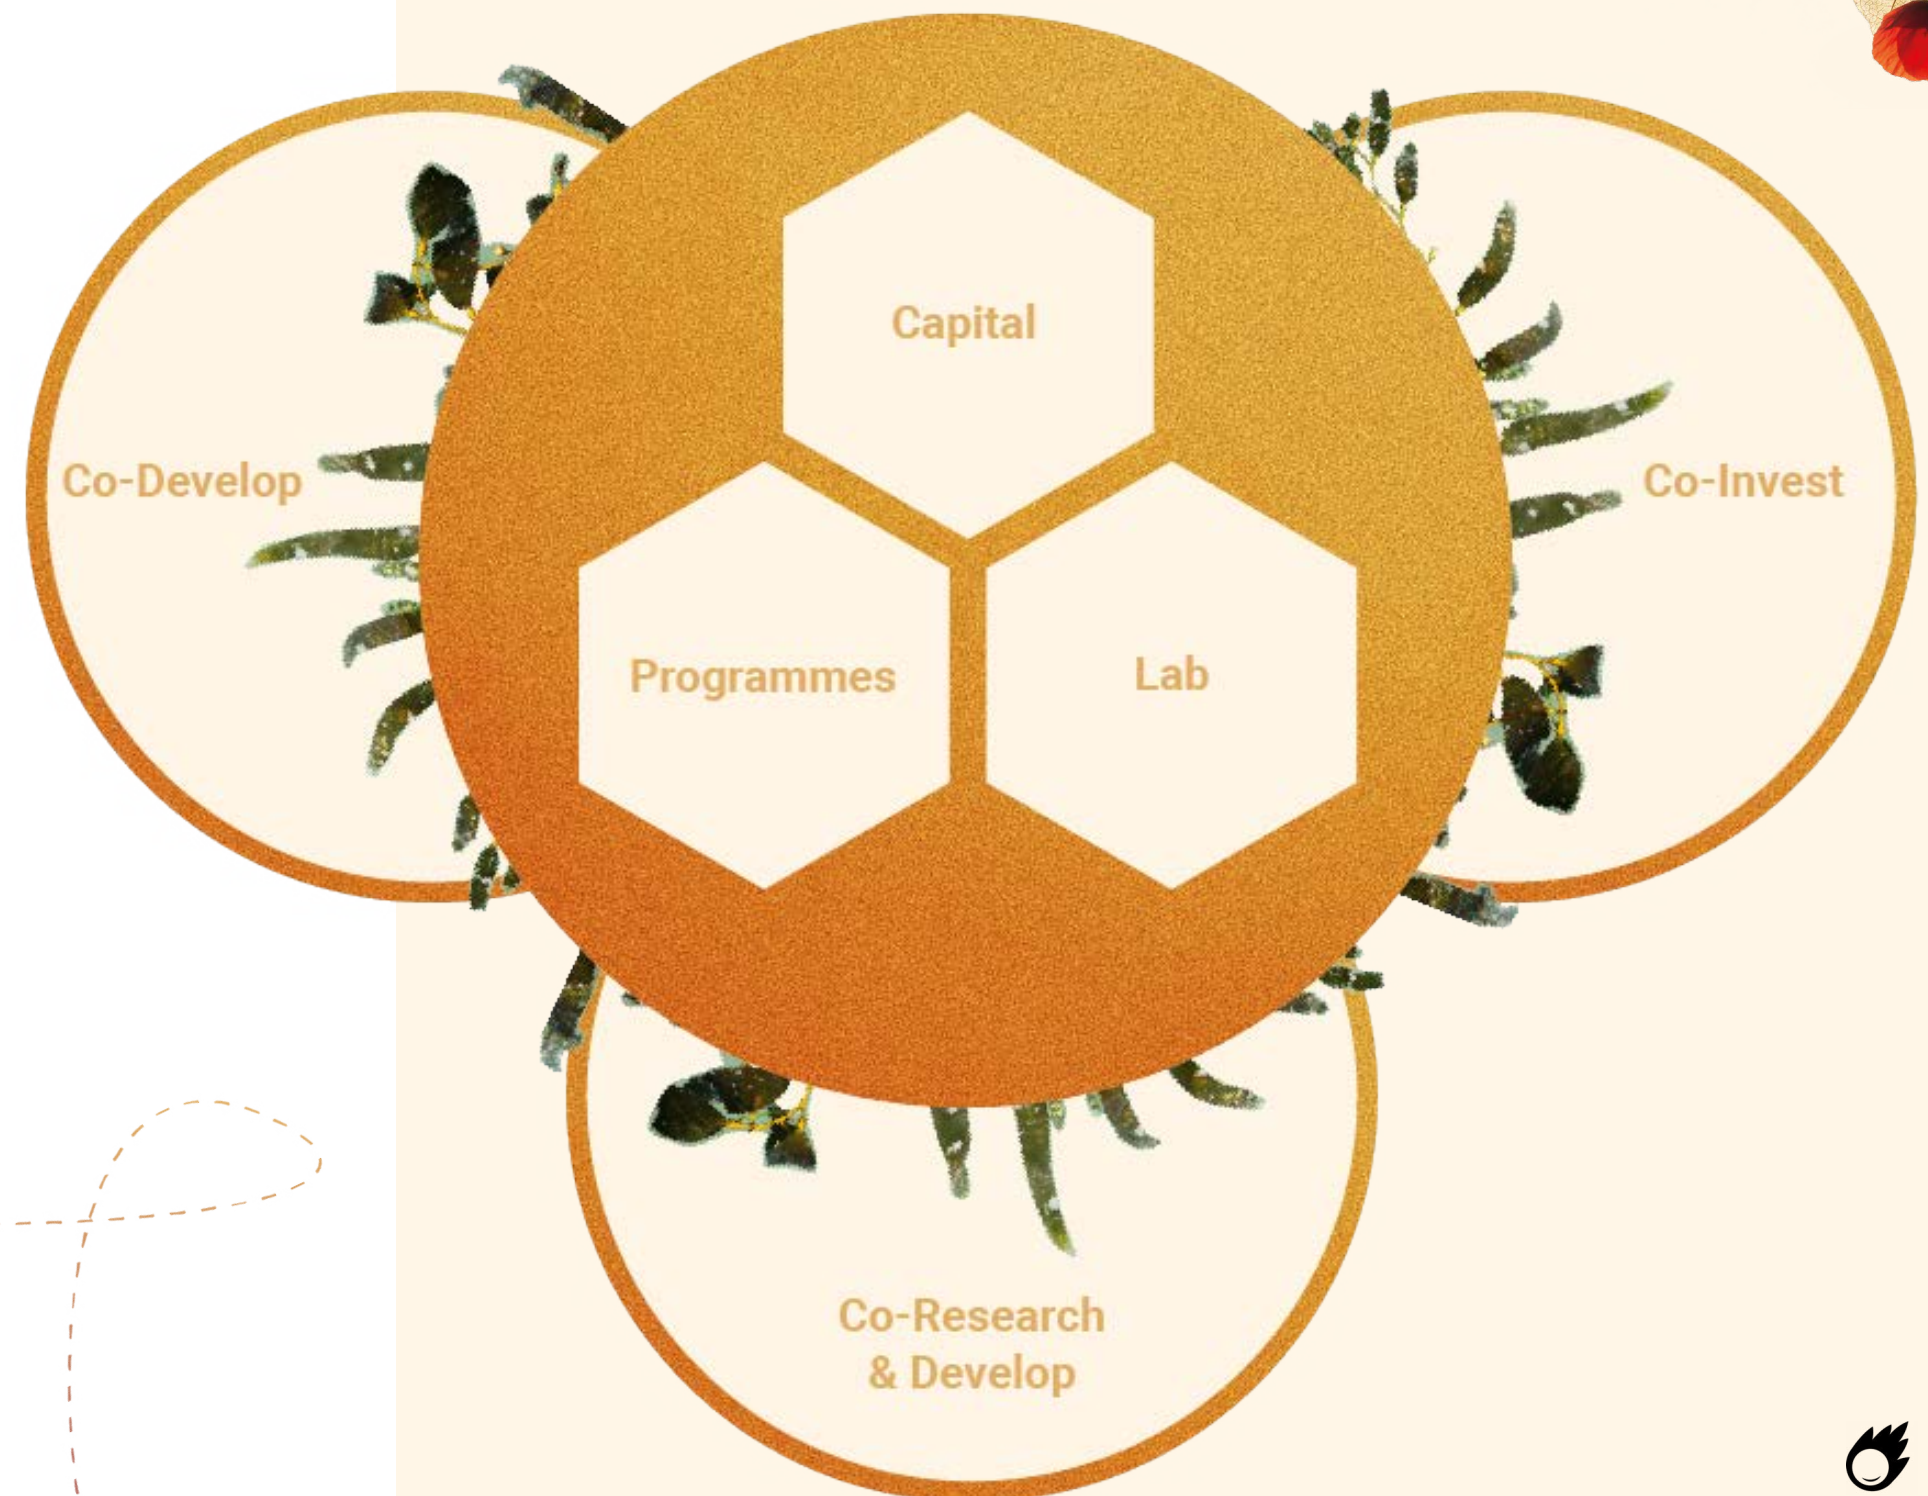 Capital
Co-Develop
Co-Invest
Programmes
Lab
Co-Research
& Develop